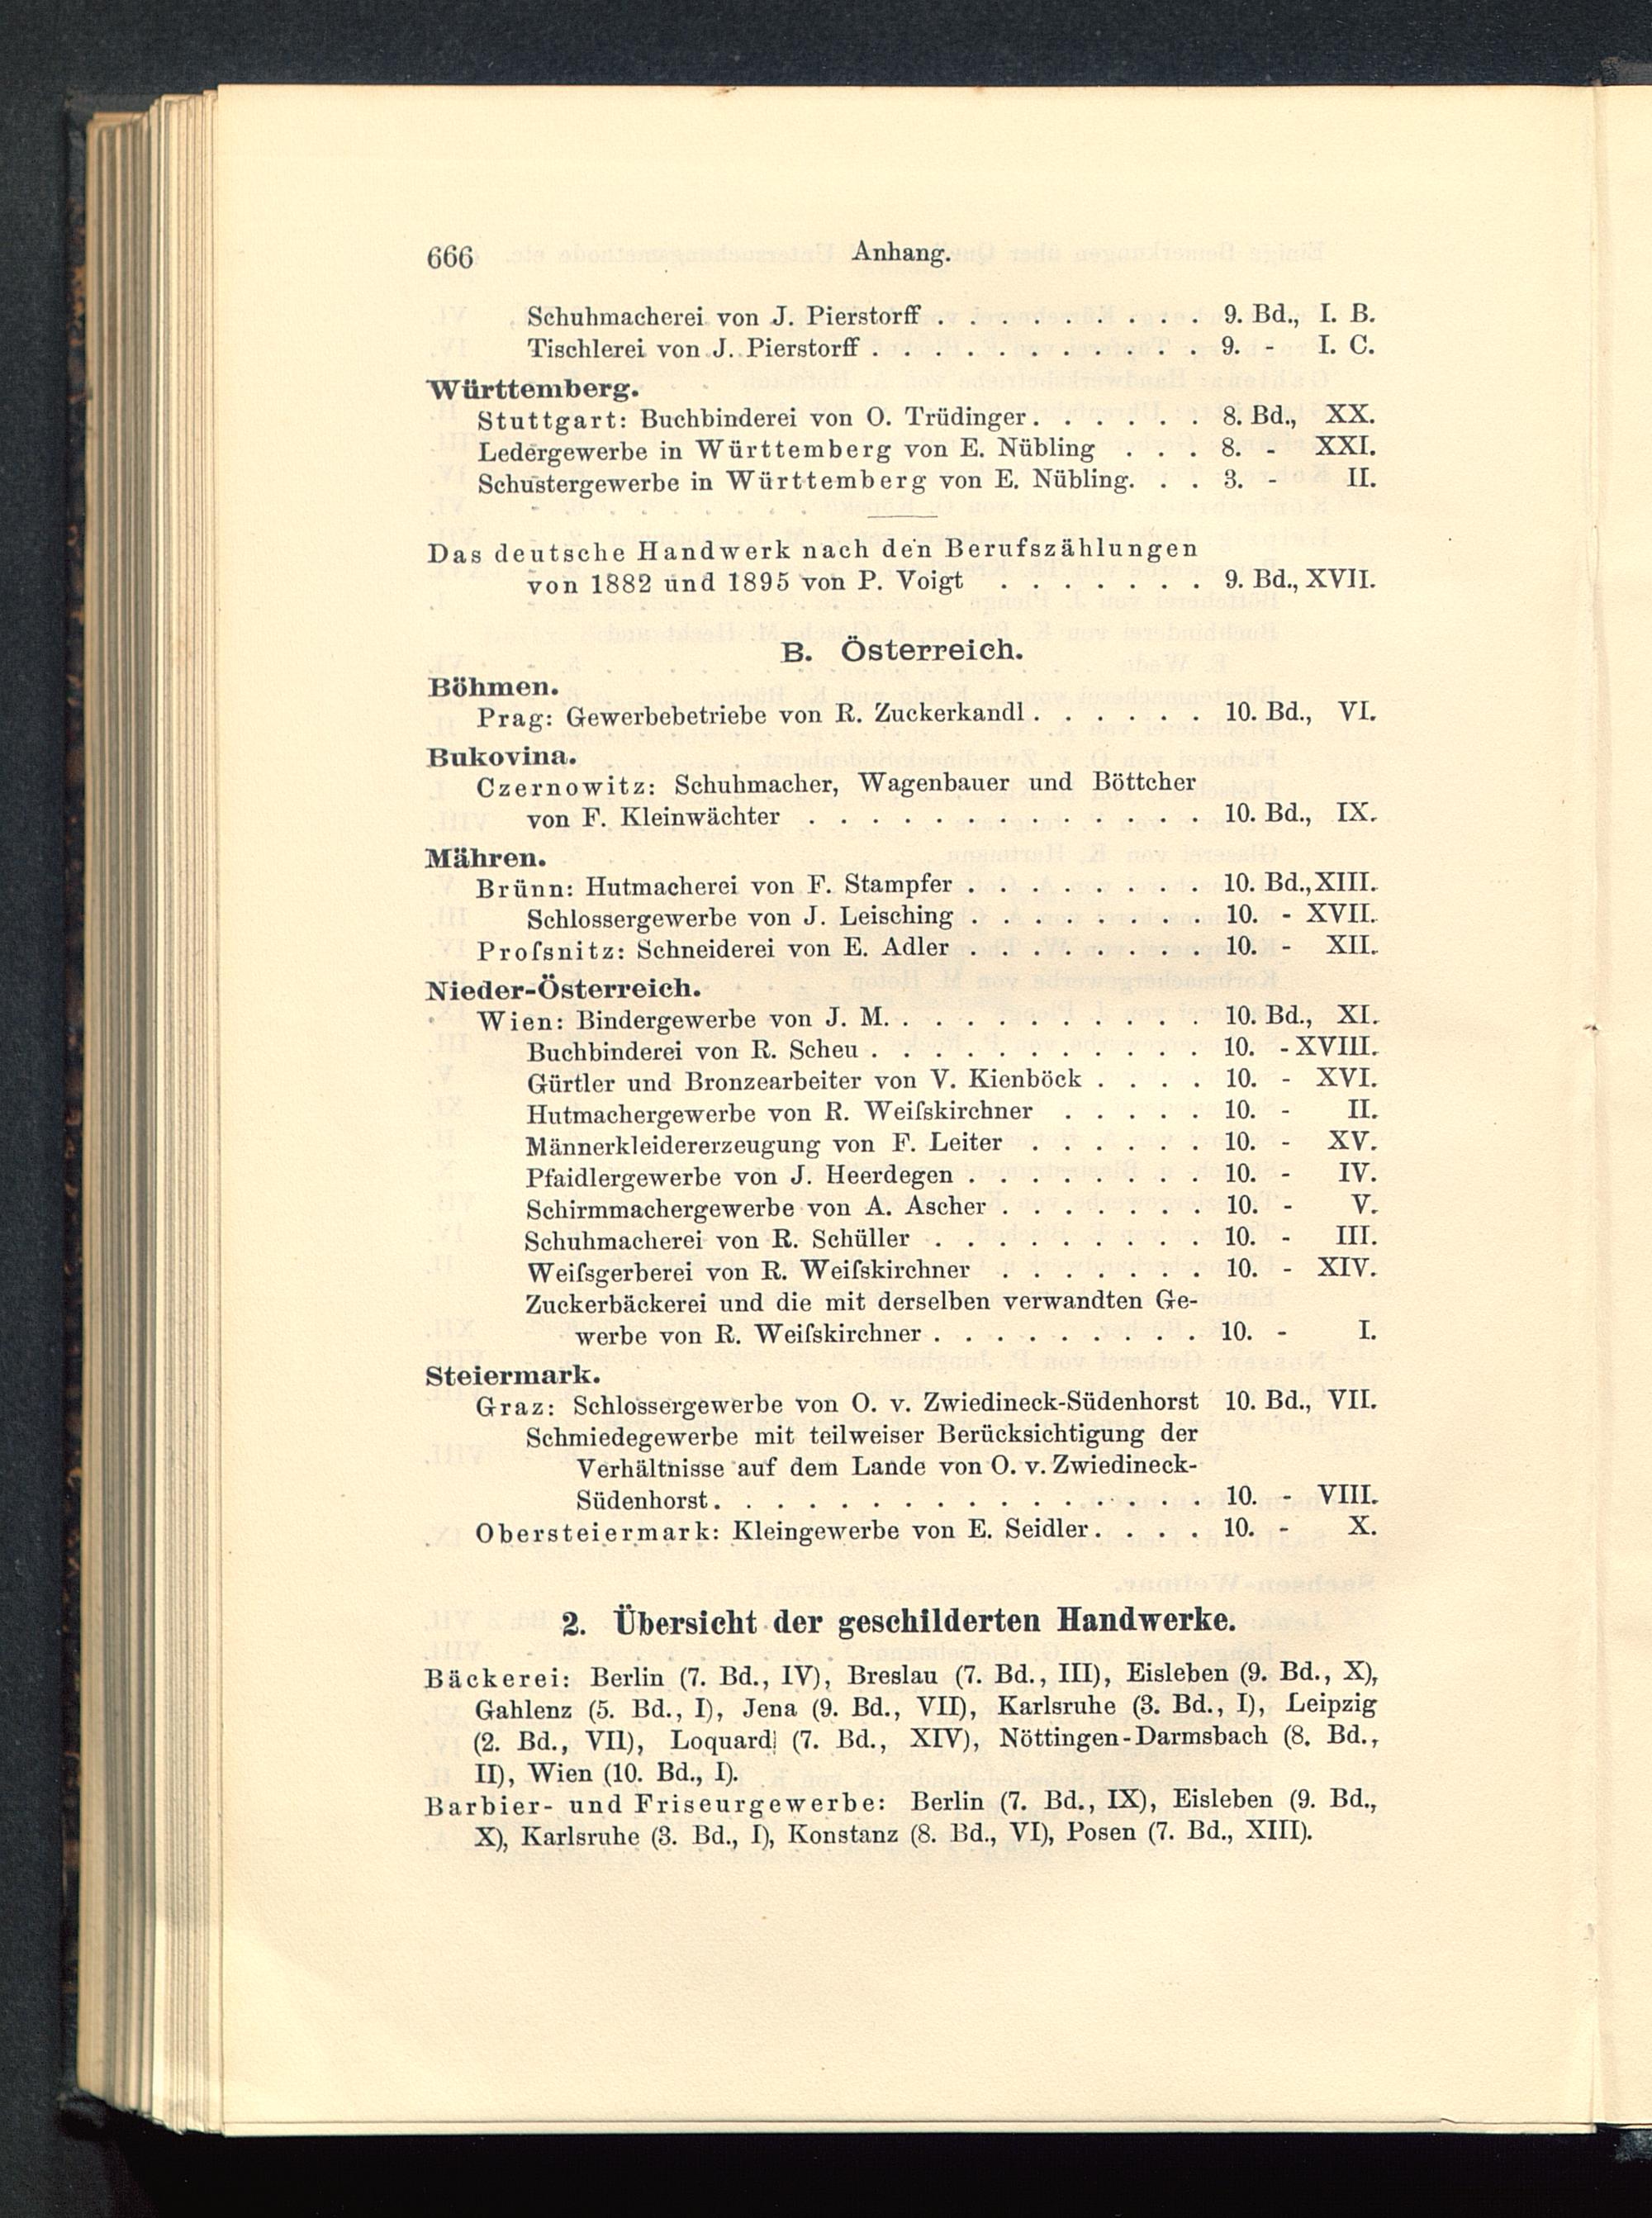 666 Anhang.
Schuhmacherei von J. Pierstorff . . . . . . . . . 9. Bd., I. B.
Tischlerei von J. Pierstorff . . . . . . . . . . . 9. - I. C.
Württemberg.
Stuttgart: Buchbinderei von O. Trüdinger. . . . . . 8. Bd., XX.
Ledergewerbe in Württemberg von E. Nübling . . . 8. - XXI.
Schustergewerbe in Württemberg von E. Nübling. . . 3. - II.
Das deutsche Handwerk nach den Berufszählungen
von 1882 und 1895 von P. Voigt . . . . . . . 9. Bd., XVII.
B. Österreich.
Böhmen.
Prag: Gewerbebetriebe von R. Zuckerkandl . . . . . . 10. Bd., VI.
Bukovina.
Czernowitz: Schuhmacher, Wagenbauer und Böttcher
von F. Kleinwächter . . . . . . . . . . . . . 10. Bd., IX.
Mähren.
Brünn: Hutmacherei von F. Stampfer . . . . . . . . 10. Bd., XIII.
Schlossergewerbe von J. Leisching . . . . . . . . 10. - XVII.
Proſsnitz: Schneiderei von E. Adler . . . . . . . . 10. - XII.
Nieder-Österreich.
Wien: Bindergewerbe von J. M. . . . . . . . . . . 10. Bd., XI.
Buchbinderei von R. Scheu . . . . . . . . . . . 10. - XVIII.
Gürtler und Bronzearbeiter von V. Kienböck . . . . 10. - XVI.
Hutmachergewerbe von R. Weiſskirchner . . . . . 10. - II.
Männerkleidererzeugung von F. Leiter . . . . . . 10. - XV.
Pfaidlergewerbe von J. Heerdegen . . . . . . . . 10. - IV.
Schirmmachergewerbe von A. Ascher . . . . . . . 10. - V.
Schuhmacherei von R. Schüller . . . . . . . . . 10. - III.
Weiſsgerberei von R. Weiſskirchner . . . . . . . 10. - XIV.
Zuckerbäckerei und die mit derselben verwandten Ge-
werbe von R. Weiſskirchner . . . . . . . . . 10. - I.
Steiermark.
Graz: Schlossergewerbe von O. v. Zwiedineck-Südenhorst 10. Bd., VII.
Schmiedegewerbe mit teilweiser Berücksichtigung der
Verhältnisse auf dem Lande von O. v. Zwiedineck-
Südenhorst. . . . . . . . . . . . . . . . 10. - VIII.
Obersteiermark: Kleingewerbe von E. Seidler . . . . 10. - X.
2. Übersicht der geschilderten Handwerke.
Bäckerei: Berlin (7. Bd., IV), Breslau (7. Bd., III), Eisleben (9. Bd., X),
Gahlenz (5. Bd., I), Jena (9. Bd., VII), Karlsruhe (3. Bd., I), Leipzig
(2. Bd., VII), Loquard (7. Bd., XIV), Nöttingen-Darmsbach (8. Bd.,
II), Wien (10. Bd., I).
Barbier- und Friseurgewerbe: Berlin (7. Bd., IX), Eisleben (9. Bd.,
X), Karlsruhe (3. Bd., I), Konstanz (8. Bd., VI), Posen (7. Bd., XIII).